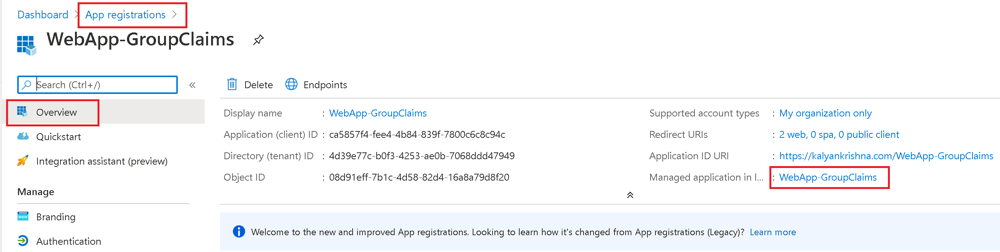 Dashboard > App registrations >
WebApp-GroupClaims
Search (Ctrl+/)
«
Delete
Endpoints
Overview
Quickstart
Integration assistant (preview)
Manage
Branding
Authentication
Display name : WebApp-GroupClaims
Application (client) ID : ca5857f4-fee4-4b84-839f-7800c6c8c94c
Directory (tenant) ID : 4d39e77c-b0f3-4253-ae0b-7068ddd47949
Object ID : 08d91eff-7b1c-4d58-82d4-16a8a79d8f20
Supported account types : My organization only
Redirect URIs : 2 web, 0 spa, 0 public client
Application ID URI : https://kalyankrishna.com/WebApp-GroupClaims
Managed application in l... : WebApp-GroupClaims
Welcome to the new and improved App registrations. Looking to learn how it's changed from App registrations (Legacy)? Learn more